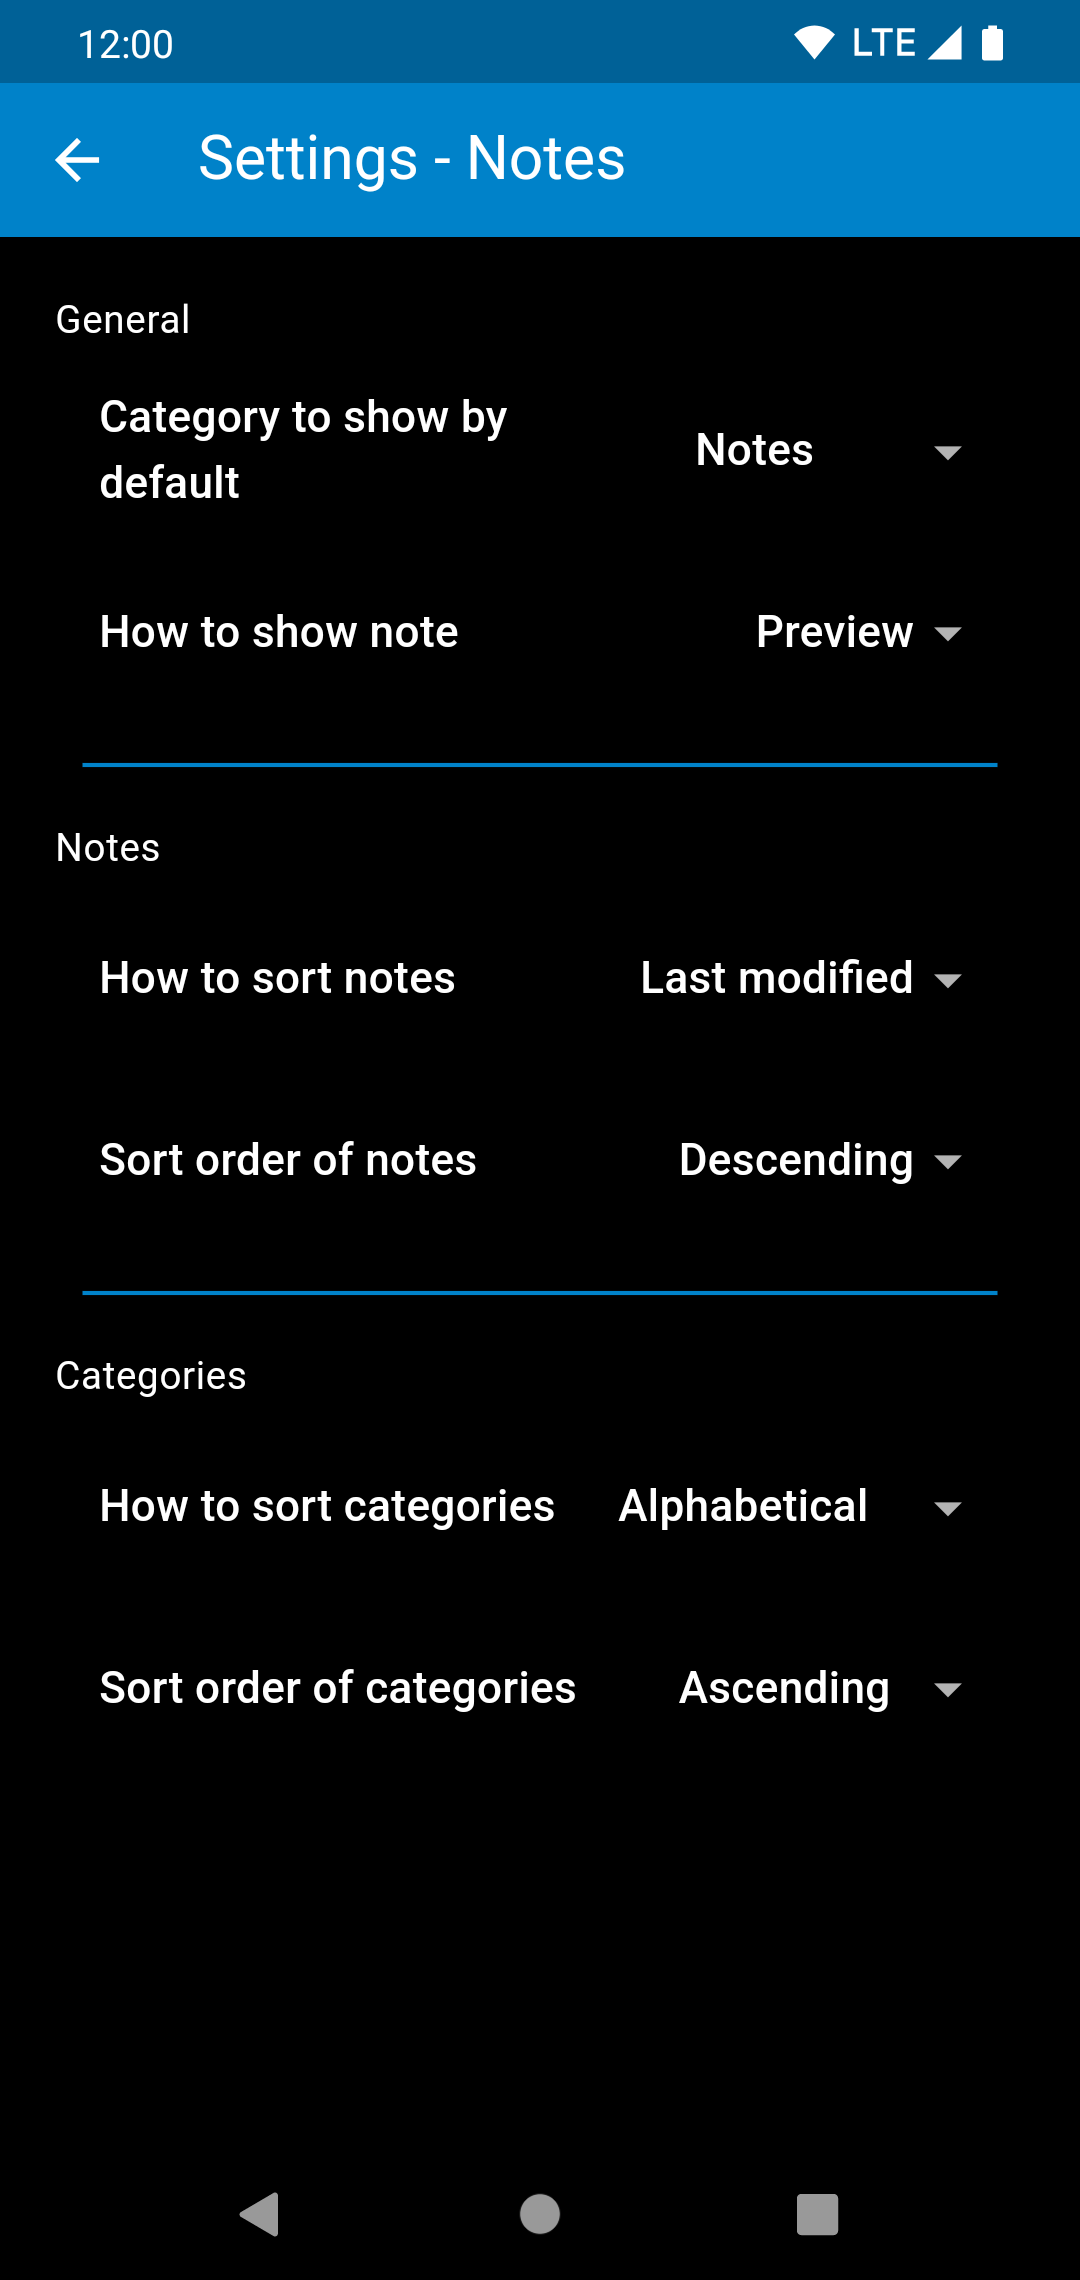 12:00 LTE
Settings - Notes
General
Category to show by
default
Notes
How to show note Preview
Notes
How to sort notes Last modified
Sort order of notes Descending
Categories
How to sort categories Alphabetical
Sort order of categories Ascending